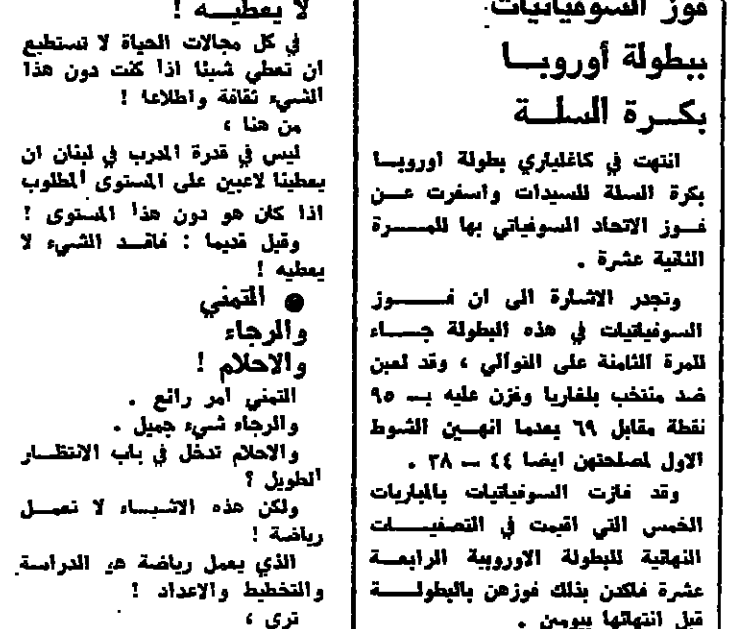 فوز السوفياتيات
ببطولة أوروبا
بكرة السلة
انتهت في كاغلياري بطولة اوروبا
بكرة السلة للسيدات واسفرت عن
فوز الاتحاد السوفياتي بها للمرة
الثانية عشرة .
وتجدر الاشارة الى ان فوز
السوفياتيات في هذه البطولة جاء
للمرة الثامنة على التوالي ، وقد لعبن
ضد منتخب بلغاريا وفزن عليه بـ ٩٥
نقطة مقابل ٦٩ بعدما انهين الشوط
الاول لصلحتهن ايضا ٤٤ ــ ٣٨ .
وقد فازت السوفياتيات بالمباريات
الخمس التي اقيمت في التصفيات
النهائية للبطولة الاوروبية الرابعة
عشرة فاكدن بذلك فوزهن بالبطولة
قبل انتهائها بيومين .
لا يعطيه !
في كل مجالات الحياة لا تستطيع
ان تعطي شيئا اذا كنت دون هذا
الشيء ثقافة واطلاعا !
من هنا ،
ليس في قدرة المدرب في لبنان ان
يعطينا لاعبين على المستوى المطلوب
اذا كان هو دون هذا المستوى !
وقيل قديما : فاقد الشيء لا
يعطيه !
● التمني
والرجاء
والاحلام !
التمني امر رائع .
والرجاء شيء جميل .
والاحلام تدخل في باب الانتظار
الطويل ؟
ولكن هذه الاشياء لا تعمل
رياضة !
الذي يعمل رياضة هي الدراسة
والتخطيط والاعداد !
ترى ،